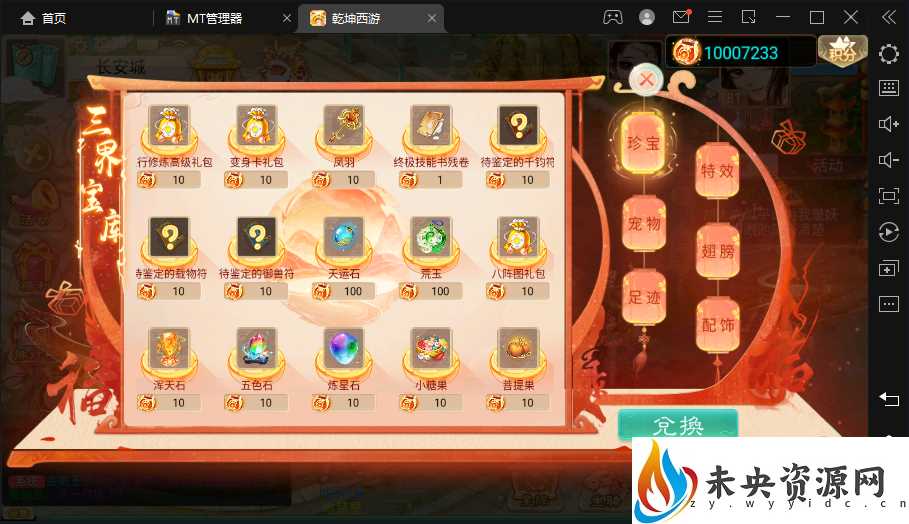 首页
MT管理器
乾坤西游
10007233
积分
长安城
三界宝库
行修炼高级礼包
变身卡礼包
凤羽
终极技能书残卷
待鉴定的千钧符
10
10
10
1
10
待鉴定的载物符
待鉴定的御兽符
天运石
荒玉
八阵图礼包
10
10
100
100
10
浑天石
五色石
炼星石
小糖果
菩提果
10
10
10
10
10
珍宝
特效
宠物
翅膀
足迹
配饰
活动
福
兑换
未央资源网
zy.wyyidc.cn